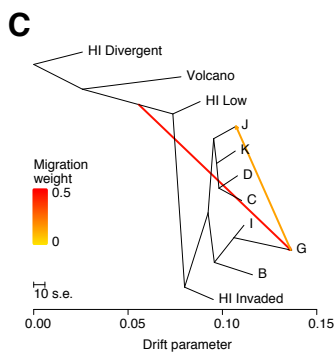 C
HI Divergent
Volcano
HI Low
J
K
D
C
I
G
B
HI Invaded
Migration
weight
0.5
0
10 s.e.
0.00 0.05 0.10 0.15
Drift parameter